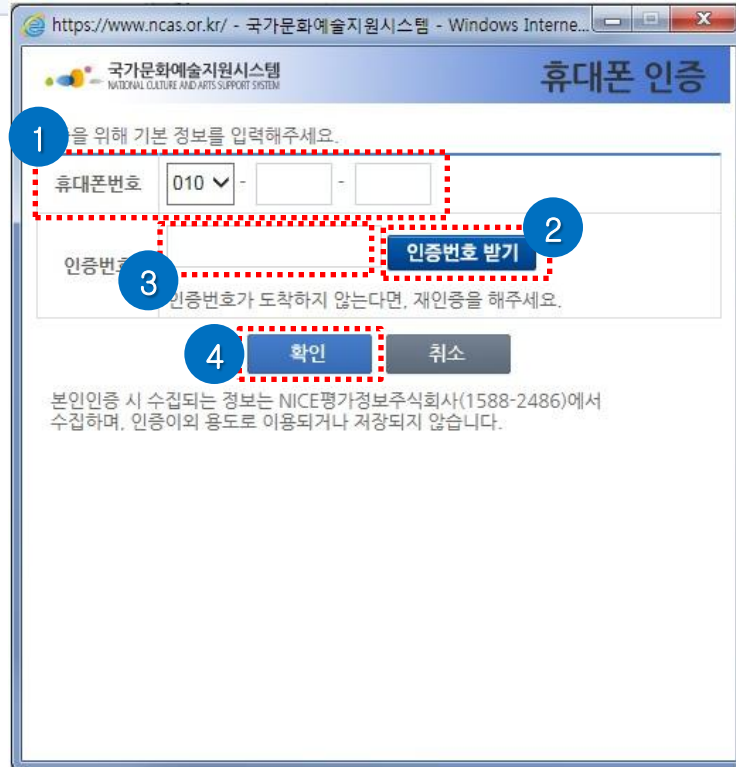 https://www.ncas.or.kr/ - 국가문화예술지원시스템 - Windows Interne...
국가문화예술지원시스템
NATIONAL CULTURE AND ARTS SUPPORT SYSTEM
휴대폰 인증
1
을 위해 기본 정보를 입력해주세요.
휴대폰번호 010 - -
2
인증번 인증번호 받기
3
인증번호가 도착하지 않는다면, 재인증을 해주세요.
4 확인 취소
본인인증 시 수집되는 정보는 NICE평가정보주식회사(1588-2486)에서
수집하며, 인증이외 용도로 이용되거나 저장되지 않습니다.